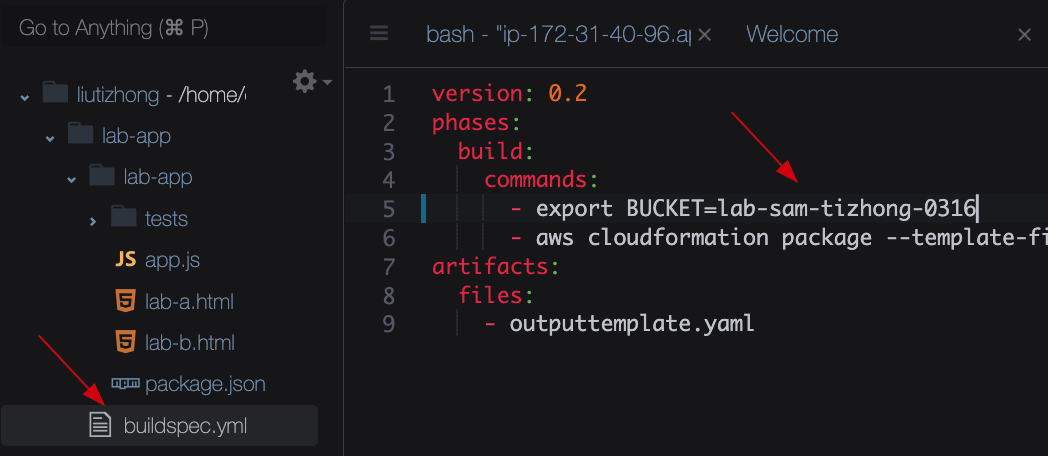 Go to Anything (⌘ P)
liutizhong - /home/
lab-app
lab-app
tests
JS app.js
lab-a.html
lab-b.html
package.json
buildspec.yml
bash - "ip-172-31-40-96.a
Welcome
1 version: 0.2
2 phases:
3 build:
4 commands:
5 - export BUCKET=lab-sam-tizhong-0316
6 - aws cloudformation package --template-fi
7 artifacts:
8 files:
9 - outputtemplate.yaml